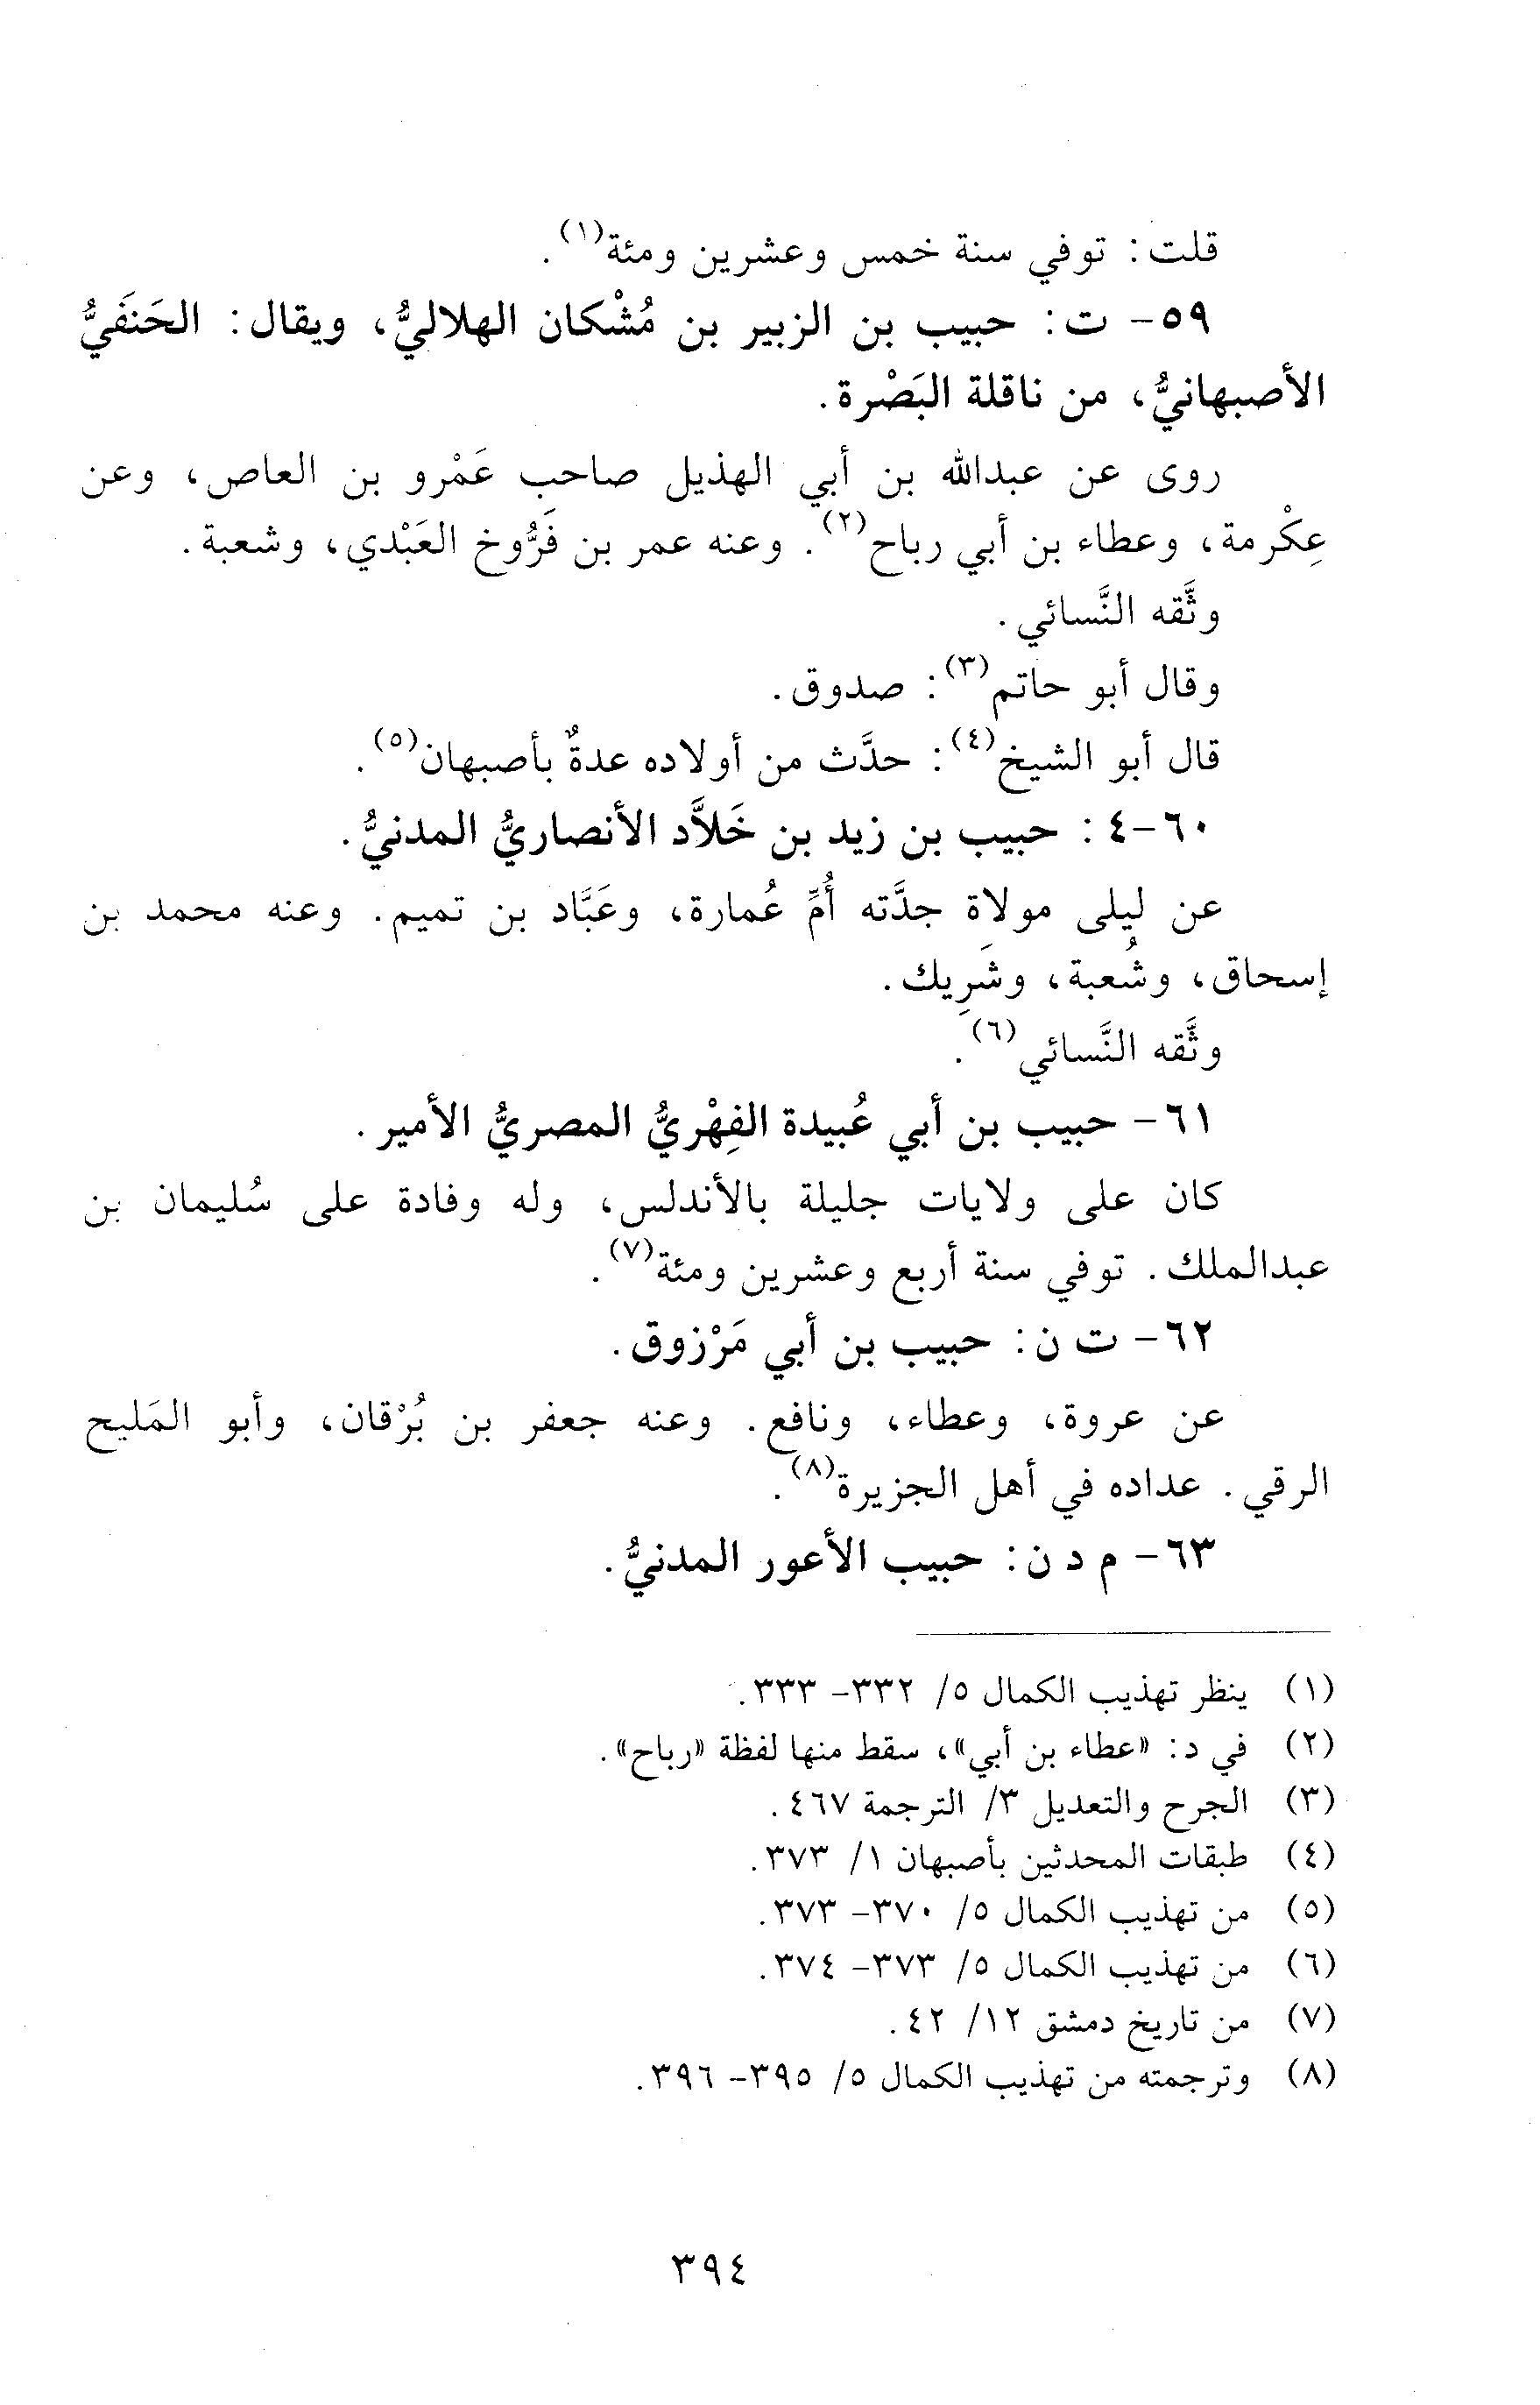 قلت: توفي سنة خمس وعشرين ومئة(١).
٥٩- ت: حبيب بن الزبير بن مُشْكان الهلاليُّ، ويقال: الحَنَفيُّ
الأصبهانيُّ، من ناقلة البَصْرة.
روى عن عبدالله بن أبي الهذيل صاحب عَمْرو بن العاص، وعن
عِكْرمة، وعطاء بن أبي رباح(٢). وعنه عمر بن فَرُّوخ العَبْدي، وشعبة.
وثَّقه النَّسائي.
وقال أبو حاتم(٣): صدوق.
قال أبو الشيخ(٤): حدَّث من أولاده عدةٌ بأصبهان(٥).
٦٠-٤: حبيب بن زيد بن خَلاَّد الأنصاريُّ المدنيُّ.
عن ليلى مولاة جدَّته أُمِّ عُمارة، وعَبَّاد بن تميم. وعنه محمد بن
إسحاق، وشُعبة، وشَرِيك.
وثَّقه النَّسائي(٦).
٦١- حبيب بن أبي عُبيدة الفِهْريُّ المصريُّ الأمير.
كان على ولايات جليلة بالأندلس، وله وفادة على سُليمان بن
عبدالملك. توفي سنة أربع وعشرين ومئة(٧).
٦٢- ت ن: حبيب بن أبي مَرْزوق.
عن عروة، وعطاء، ونافع. وعنه جعفر بن بُرْقان، وأبو المَليح
الرقي. عداده في أهل الجزيرة(٨).
٦٣- م د ن: حبيب الأعور المدنيُّ.
(١) ينظر تهذيب الكمال ٥/ ٣٣٢- ٣٣٣.
(٢) في د: «عطاء بن أبي»، سقط منها لفظة «رباح».
(٣) الجرح والتعديل ٣/ الترجمة ٤٦٧.
(٤) طبقات المحدثين بأصبهان ١/ ٣٧٣.
(٥) من تهذيب الكمال ٥/ ٣٧٠- ٣٧٣.
(٦) من تهذيب الكمال ٥/ ٣٧٣- ٣٧٤.
(٧) من تاريخ دمشق ١٢/ ٤٢.
(٨) وترجمته من تهذيب الكمال ٥/ ٣٩٥- ٣٩٦.
٣٩٤